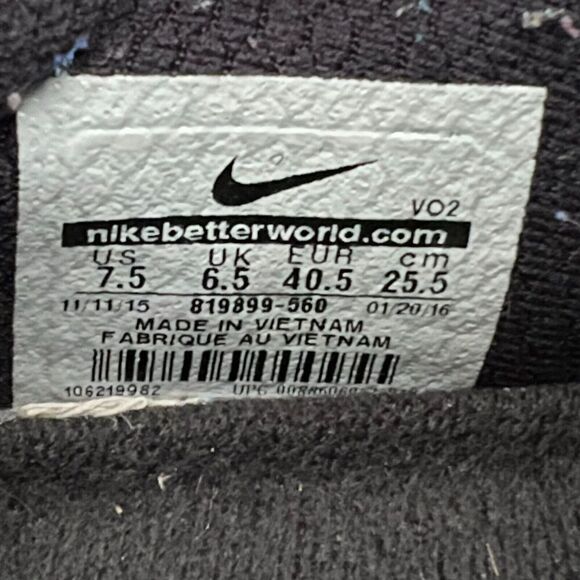 VO2
nikebetterworld.com
US UK EUR cm
7.5 6.5 40.5 25.5
11/11/15 819899-560 01/20/16
MADE IN VIETNAM
FABRIQUE AU VIETNAM
106219982 UPC